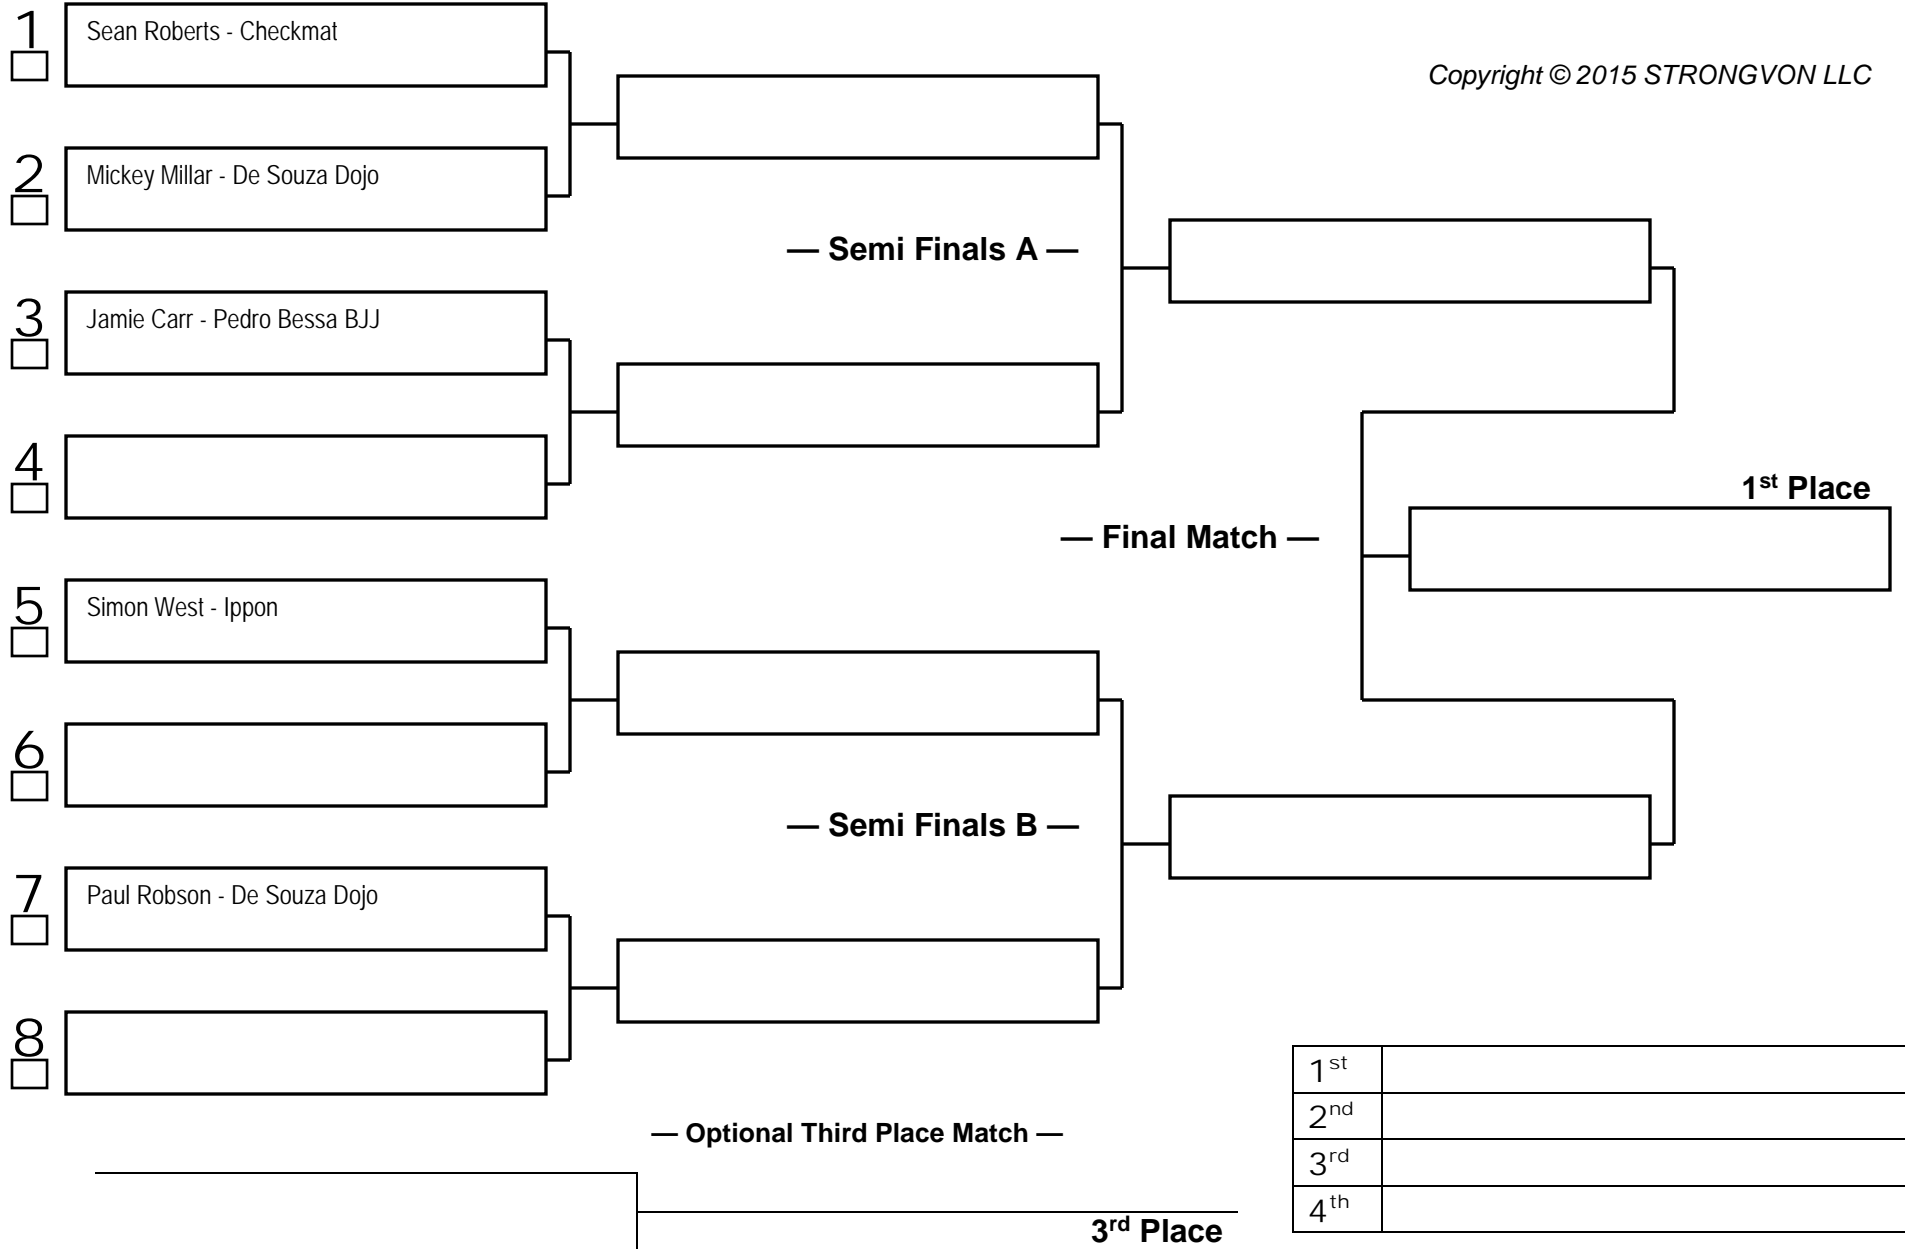 1
Sean Roberts - Checkmat
Copyright © 2015 STRONGVON LLC
2
Mickey Millar - De Souza Dojo
— Semi Finals A —
3
Jamie Carr - Pedro Bessa BJJ
4
1st Place
— Final Match —
5
Simon West - Ippon
6
— Semi Finals B —
7
Paul Robson - De Souza Dojo
8
1st
2nd
— Optional Third Place Match —
3rd
4th
3rd Place